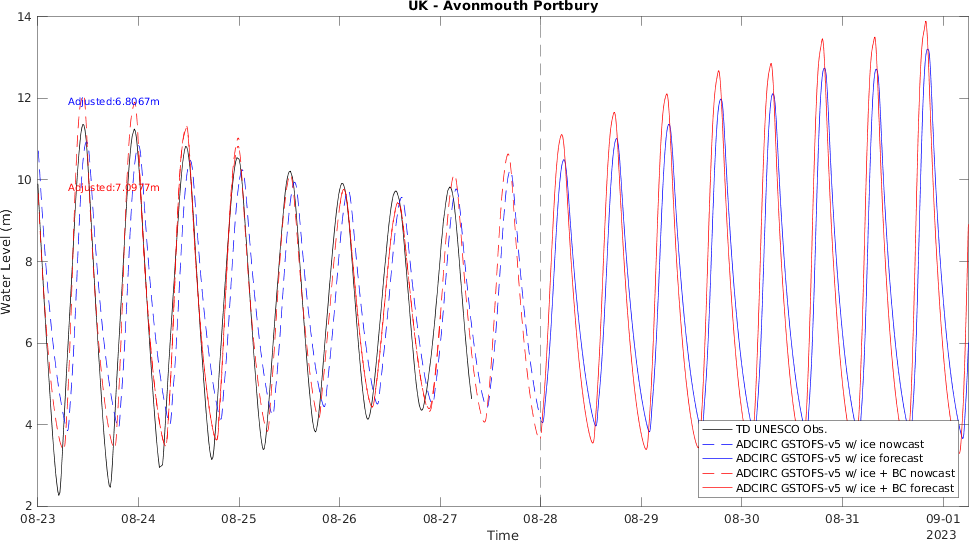 UK - Avonmouth Portbury
14
12
10
8
6
4
2
Water Level (m)
Adjusted:6.8067m
Adjusted:7.0977m
TD UNESCO Obs.
ADCIRC GSTOFS-v5 w/ ice nowcast
ADCIRC GSTOFS-v5 w/ ice forecast
ADCIRC GSTOFS-v5 w/ ice + BC nowcast
ADCIRC GSTOFS-v5 w/ ice + BC forecast
08-23 08-24 08-25 08-26 08-27 08-28 08-29 08-30 08-31 09-01
2023
Time